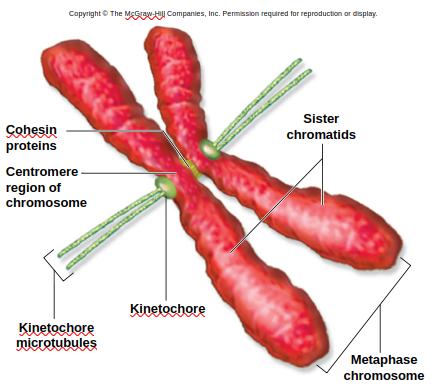 Copyright © The McGraw-Hill Companies, Inc. Permission required for reproduction or display.
Cohesin
proteins
Centromere
region of
chromosome
Sister
chromatids
Kinetochore
Kinetochore
microtubules
Metaphase
chromosome